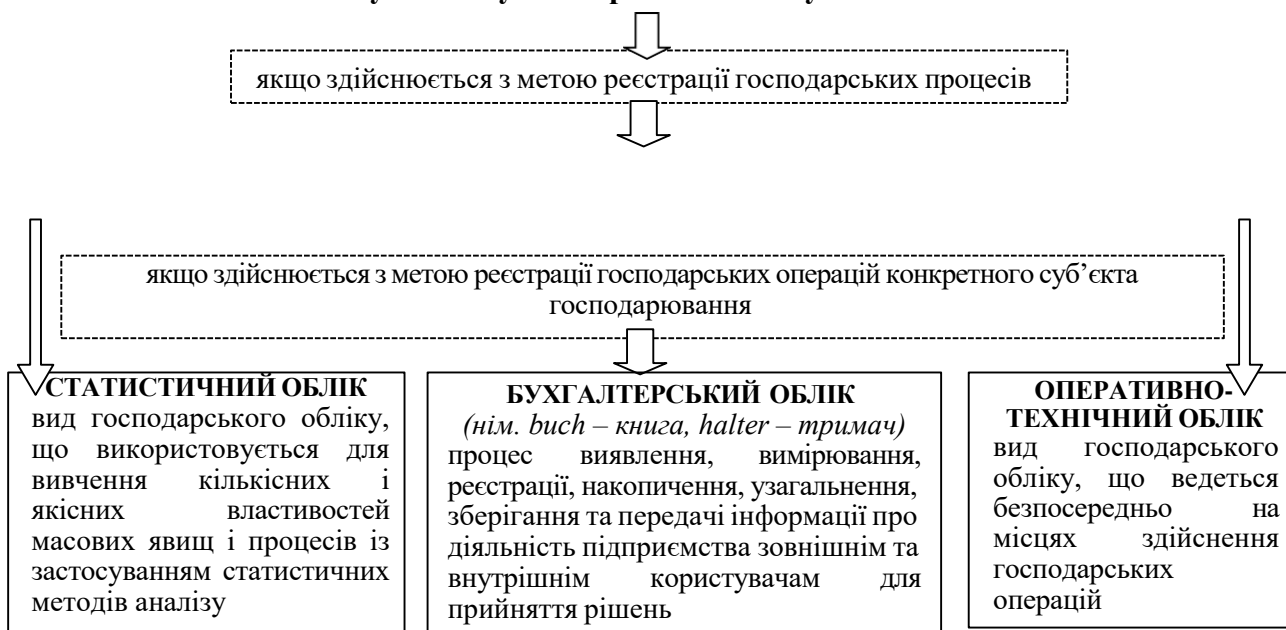 якщо здійснюється з метою реєстрації господарських процесів
якщо здійснюється з метою реєстрації господарських операцій конкретного суб’єкта
господарювання
СТАТИСТИЧНИЙ ОБЛІК
вид господарського обліку,
що використовується для
вивчення кількісних і
якісних властивостей
масових явищ і процесів із
застосуванням статистичних
методів аналізу
БУХГАЛТЕРСЬКИЙ ОБЛІК
(нім. buch – книга, halter – тримач)
процес виявлення, вимірювання,
реєстрації, накопичення, узагальнення,
зберігання та передачі інформації про
діяльність підприємства зовнішнім та
внутрішнім користувачам для
прийняття рішень
ОПЕРАТИВНО-
ТЕХНІЧНИЙ ОБЛІК
вид господарського
обліку, що ведеться
безпосередньо на
місцях здійснення
господарських
операцій